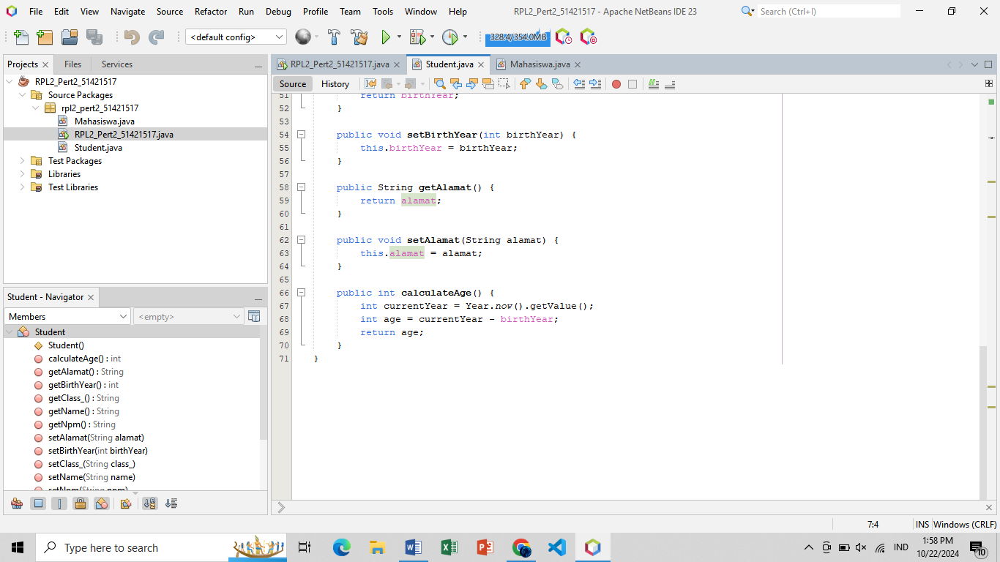 File Edit View Navigate Source Refactor Run Debug Profile Team Tools Window Help RPL2_Pert2_51421517 - Apache NetBeans IDE 23 Search (Ctrl+I)
<default config> 328.4/354.0MB
Projects Files Services
RPL2_Pert2_51421517
Source Packages
rpl2_pert2_51421517
Mahasiswa.java
RPL2_Pert2_51421517.java
Student.java
Test Packages
Libraries
Test Libraries
Student - Navigator
Members <empty>
Student
Student()
calculateAge() : int
getAlamat() : String
getBirthYear() : int
getClass_() : String
getName() : String
getNpm() : String
setAlamat(String alamat)
setBirthYear(int birthYear)
setClass_(String class_)
setName(String name)
setNpm(String npm)
RPL2_Pert2_51421517.java Student.java Mahasiswa.java
Source History
51 return birthYear;
52 }
53
54 public void setBirthYear(int birthYear) {
55 this.birthYear = birthYear;
56 }
57
58 public String getAlamat() {
59 return alamat;
60 }
61
62 public void setAlamat(String alamat) {
63 this.alamat = alamat;
64 }
65
66 public int calculateAge() {
67 int currentYear = Year.now().getValue();
68 int age = currentYear - birthYear;
69 return age;
70 }
71 }
7:4 INS Windows (CRLF)
Type here to search
IND
1:58 PM
10/22/2024
10